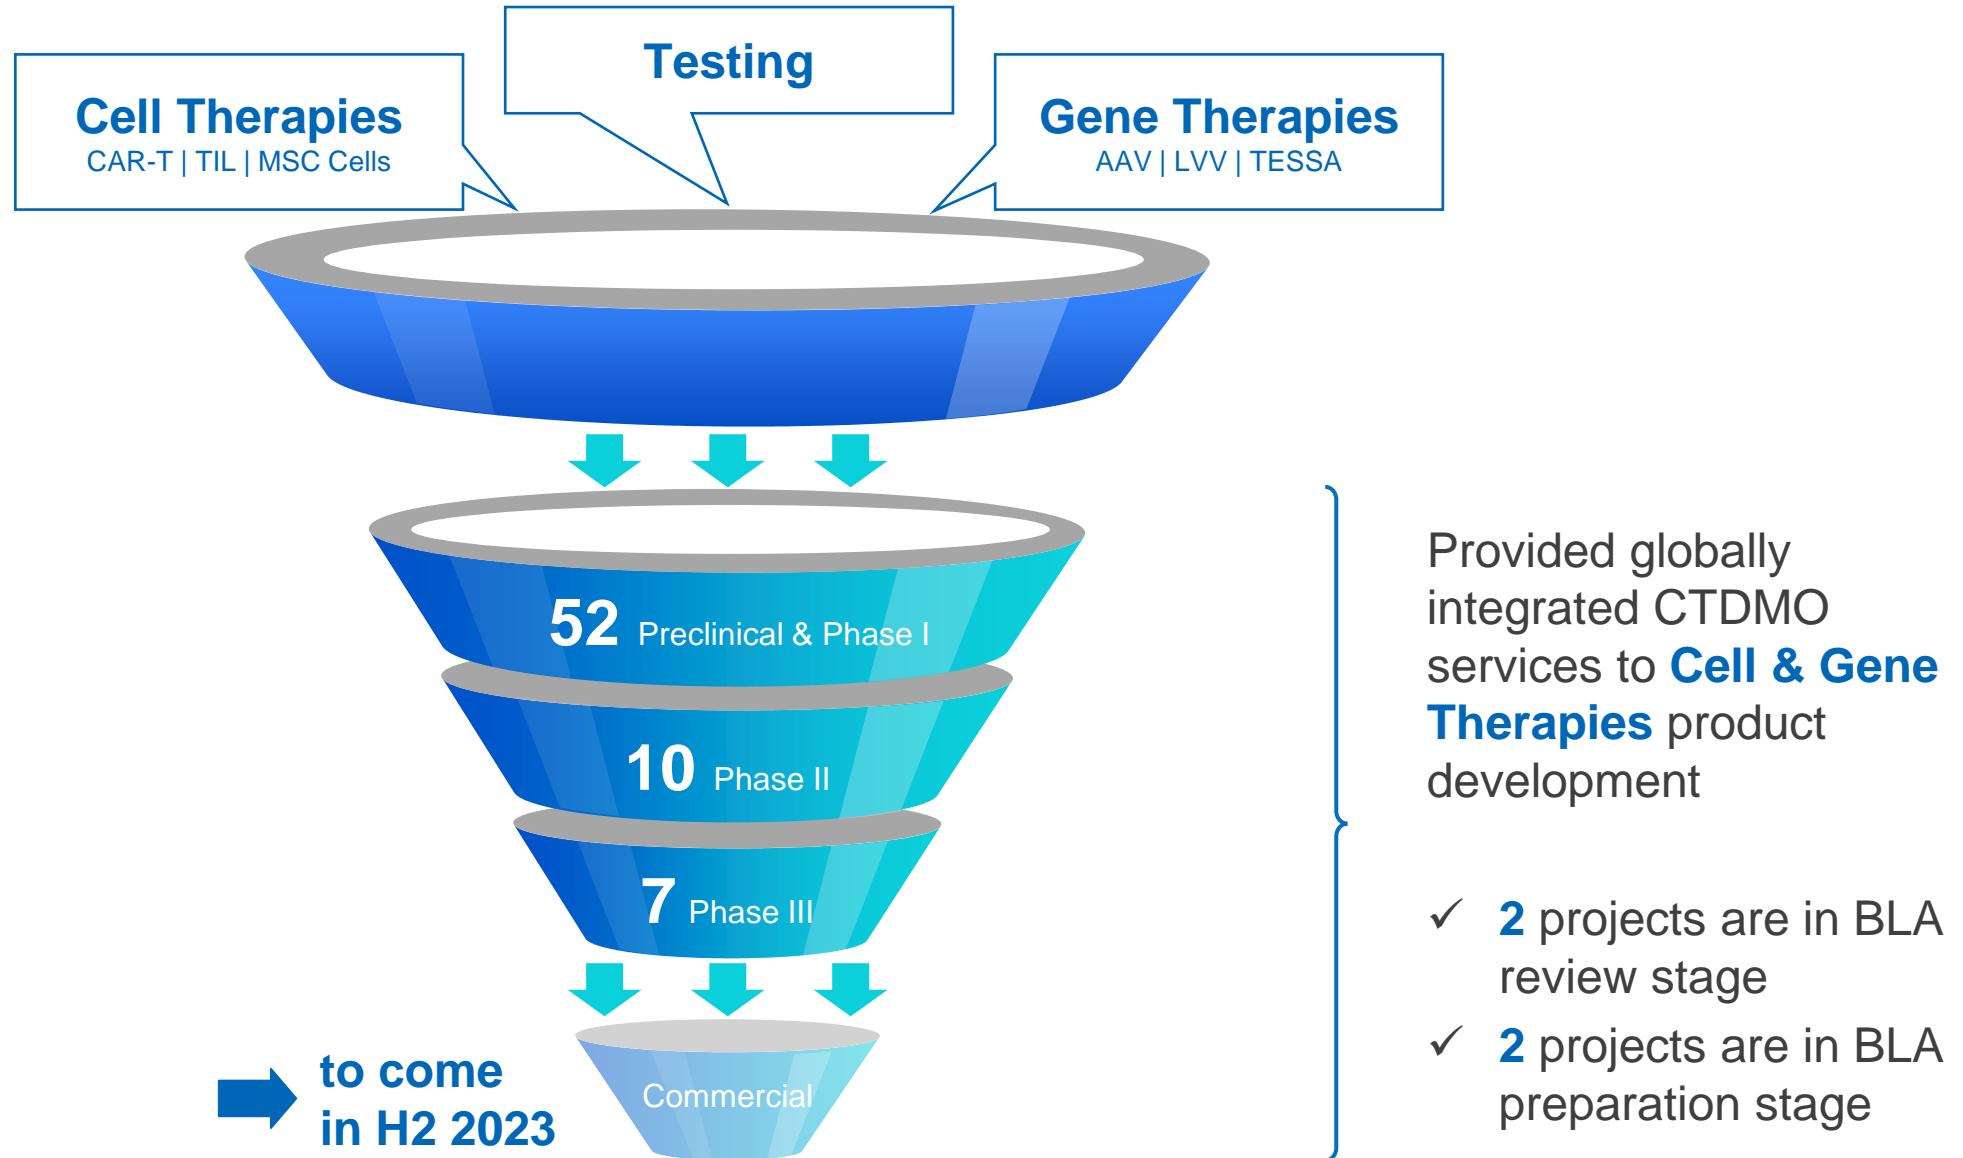 Testing
Cell Therapies
CAR-T | TIL | MSC Cells
Gene Therapies
AAV | LVV | TESSA
52 Preclinical & Phase I
10 Phase II
7 Phase III
Commercial
to come
in H2 2023
Provided globally
integrated CTDMO
services to Cell & Gene
Therapies product
development
✓ 2 projects are in BLA
review stage
✓ 2 projects are in BLA
preparation stage